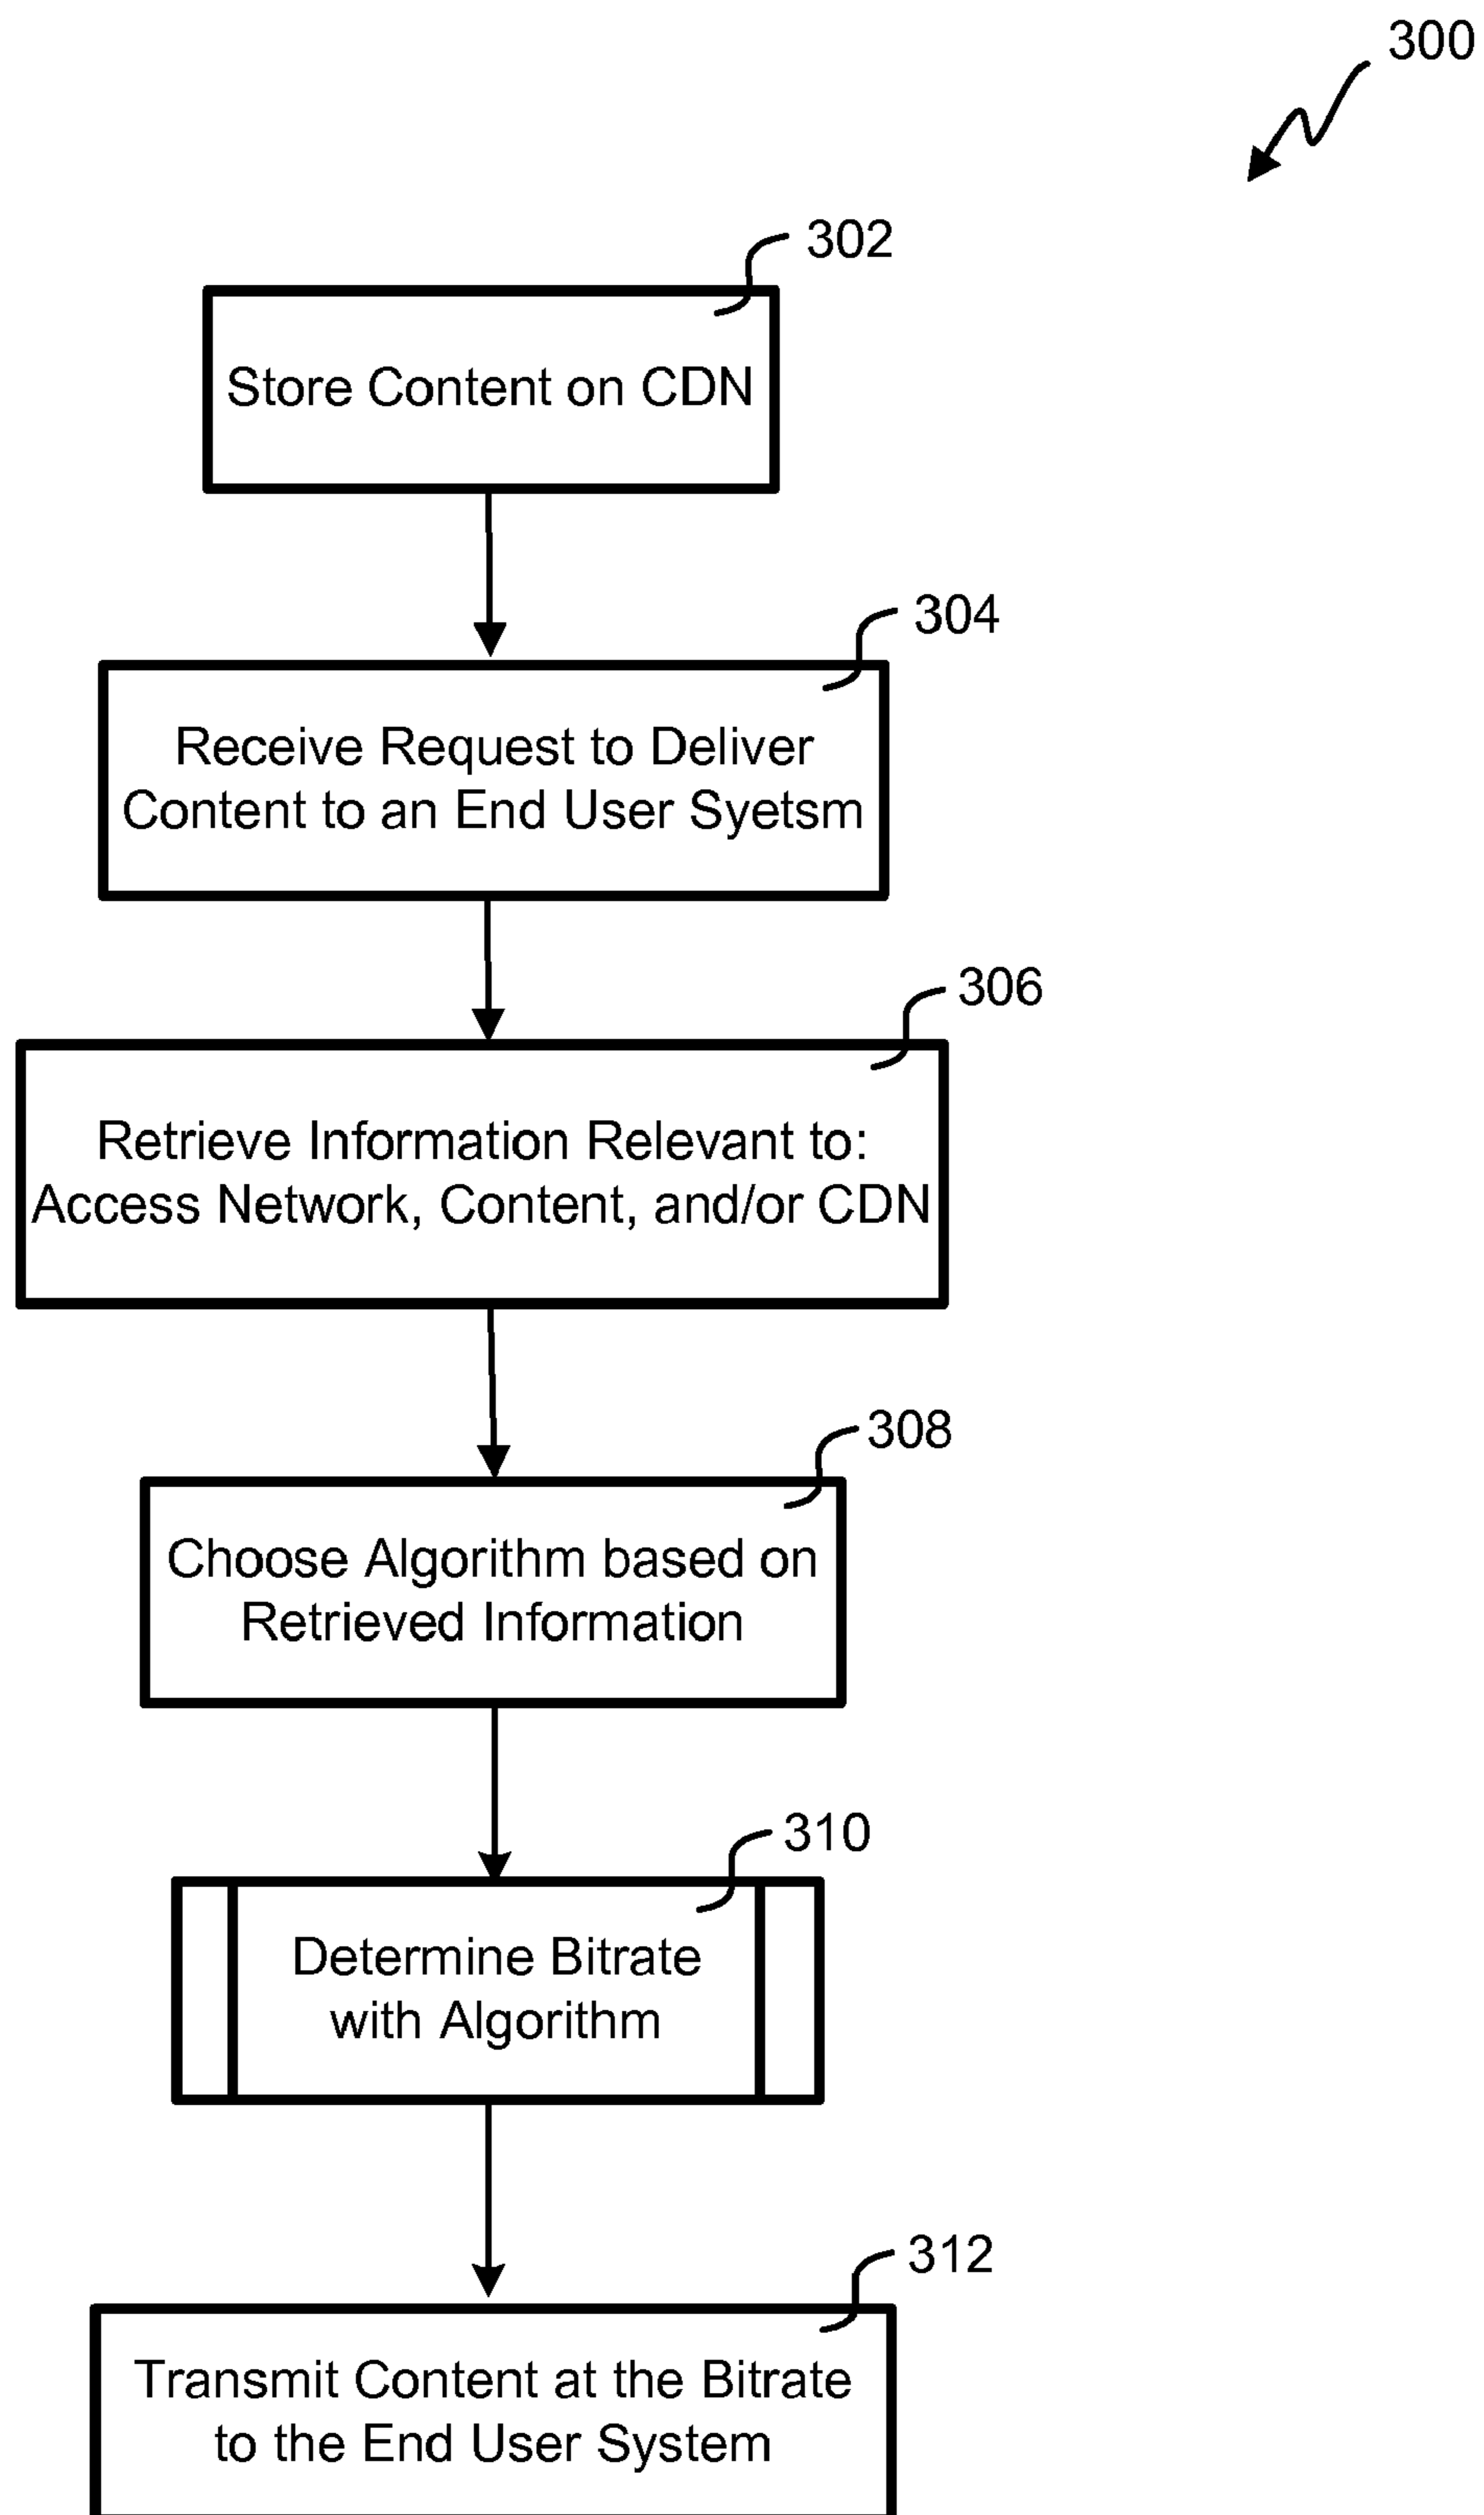 300
302
Store Content on CDN
304
Receive Request to Deliver
Content to an End User Syetsm
306
Retrieve Information Relevant to:
Access Network, Content, and/or CDN
308
Choose Algorithm based on
Retrieved Information
310
Determine Bitrate
with Algorithm
312
Transmit Content at the Bitrate
to the End User System